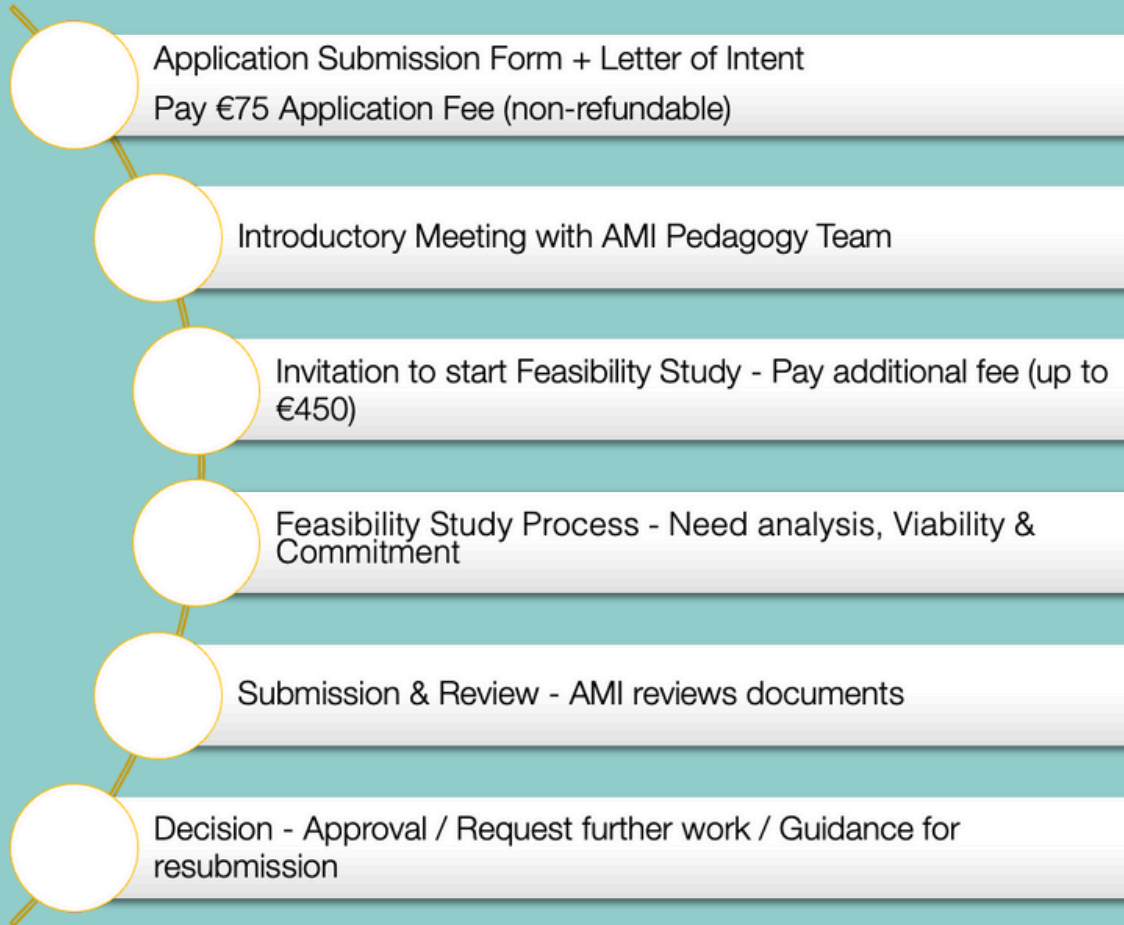 Application Submission Form + Letter of Intent
Pay €75 Application Fee (non-refundable)
Introductory Meeting with AMI Pedagogy Team
Invitation to start Feasibility Study - Pay additional fee (up to
€450)
Feasibility Study Process - Need analysis, Viability &
Commitment
Submission & Review - AMI reviews documents
Decision - Approval / Request further work / Guidance for
resubmission